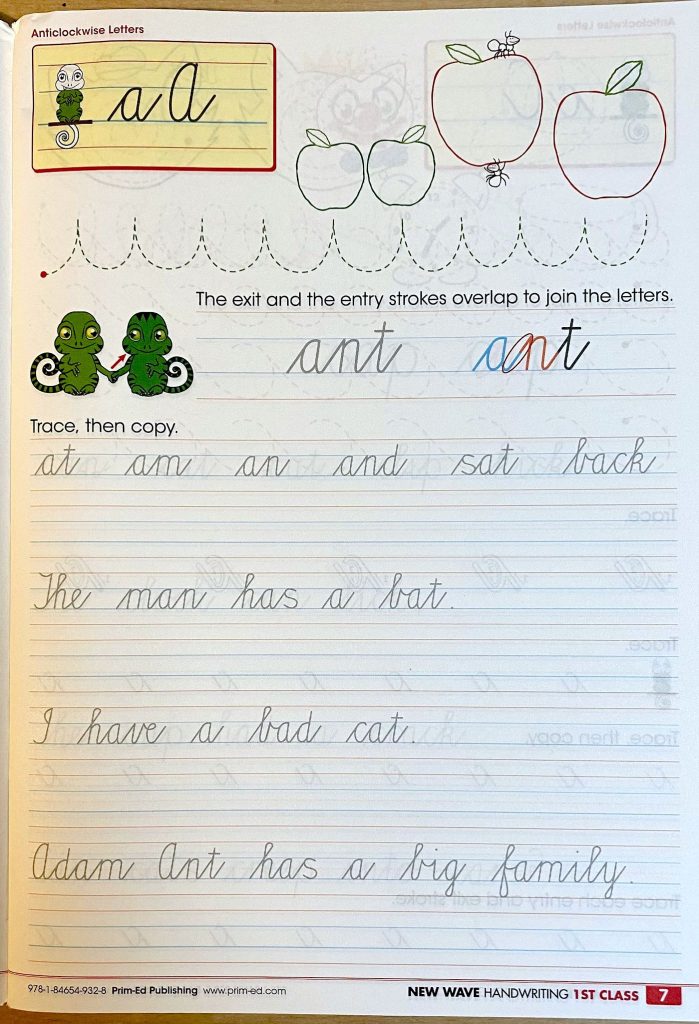 Anticlockwise Letters
a a
The exit and the entry strokes overlap to join the letters.
ant ant
Trace, then copy.
at am an and sat back
The man has a bat.
I have a bad cat.
Adam Ant has a big family.
978-1-84654-932-8 Prim-Ed Publishing www.prim-ed.com NEW WAVE HANDWRITING 1ST CLASS 7